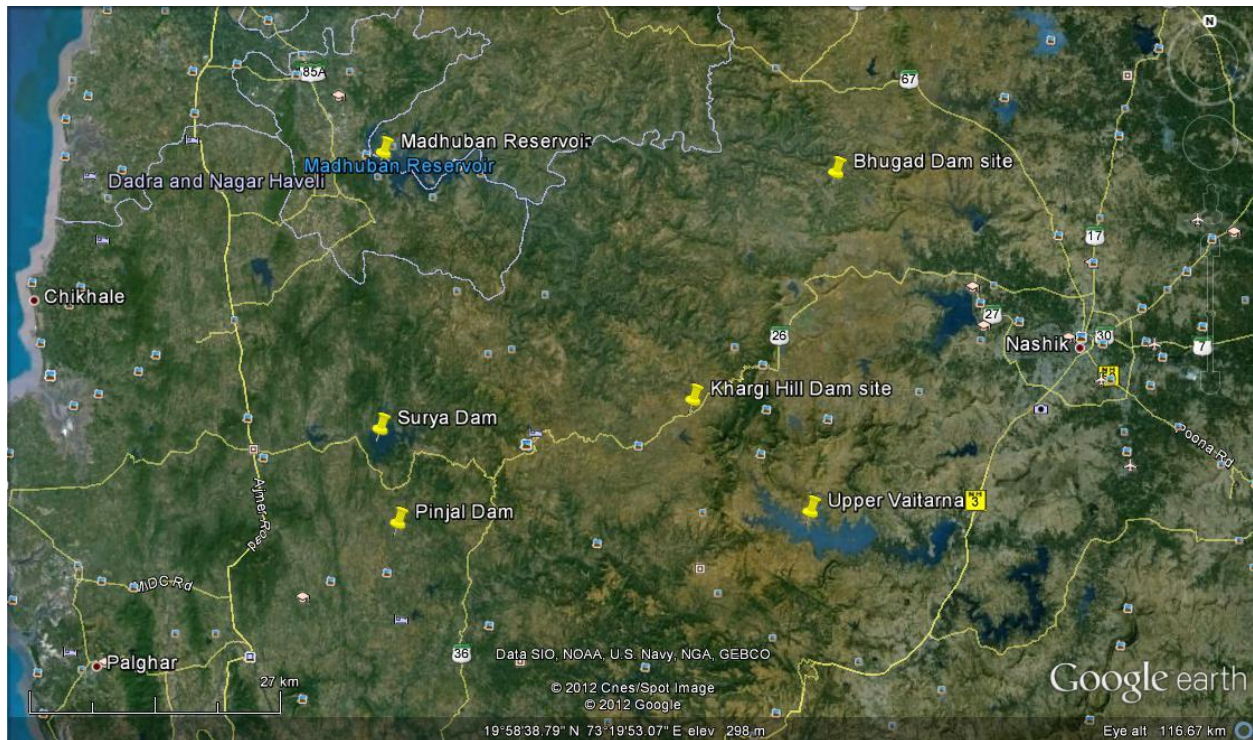 N
85A
67
Madhuban Reservoir
Madhuban Reservoir
Bhugad Dam site
Dadra and Nagar Haveli
17
Chikhale
26
27
30
Nashik
7
NH
Khargi Hill Dam site
Surya Dam
Poona Rd
Ajmer Road
Pinjal Dam
Upper Vaitarna
NH
3
MIDC Rd
Palghar
36
Data SIO, NOAA, U.S. Navy, NGA, GEBCO
27 km
© 2012 Cnes/Spot Image
© 2012 Google
Google earth
19°58'38.79" N 73°19'53.07" E elev 298 m
Eye alt 116.67 km